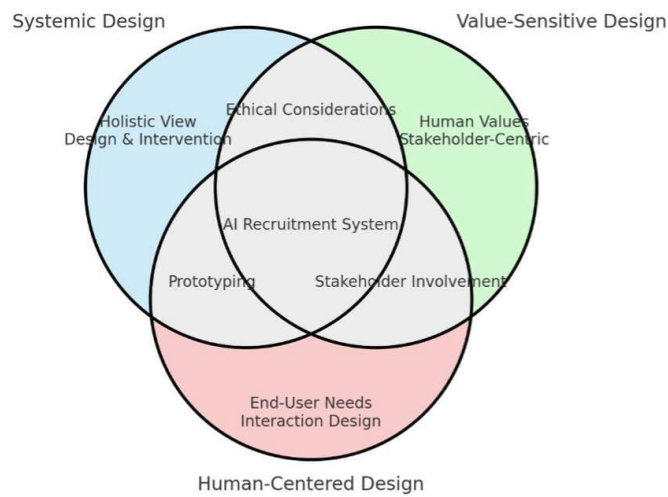 Systemic Design
Value-Sensitive Design
Ethical Considerations
Holistic View
Design & Intervention
Human Values
Stakeholder-Centric
AI Recruitment System
Prototyping
Stakeholder Involvement
End-User Needs
Interaction Design
Human-Centered Design